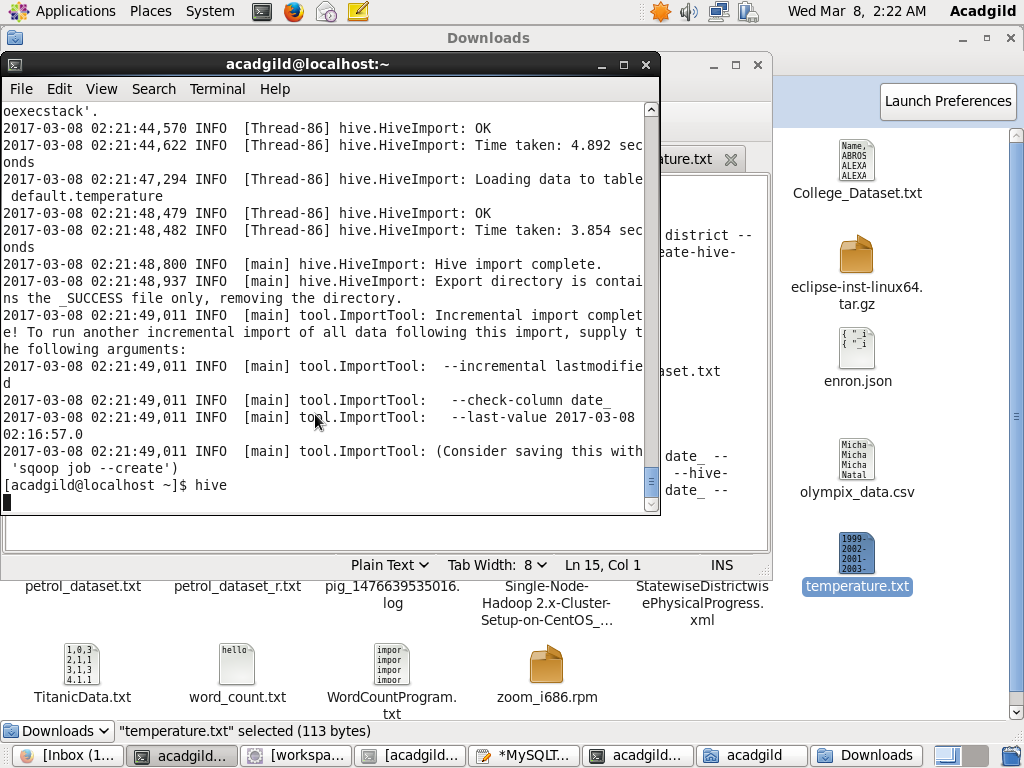 Applications Places System Wed Mar 8, 2:22 AM Acadgild
Downloads
acadgild@localhost:~
File Edit View Search Terminal Help
oexecstack'.
2017-03-08 02:21:44,570 INFO  [Thread-86] hive.HiveImport: OK
2017-03-08 02:21:44,622 INFO  [Thread-86] hive.HiveImport: Time taken: 4.892 sec
onds
2017-03-08 02:21:47,294 INFO  [Thread-86] hive.HiveImport: Loading data to table
 default.temperature
2017-03-08 02:21:48,479 INFO  [Thread-86] hive.HiveImport: OK
2017-03-08 02:21:48,482 INFO  [Thread-86] hive.HiveImport: Time taken: 3.854 sec
onds
2017-03-08 02:21:48,800 INFO  [main] hive.HiveImport: Hive import complete.
2017-03-08 02:21:48,937 INFO  [main] hive.HiveImport: Export directory is contai
ns the _SUCCESS file only, removing the directory.
2017-03-08 02:21:49,011 INFO  [main] tool.ImportTool: Incremental import complet
e! To run another incremental import of all data following this import, supply t
he following arguments:
2017-03-08 02:21:49,011 INFO  [main] tool.ImportTool:  --incremental lastmodifie
d
2017-03-08 02:21:49,011 INFO  [main] tool.ImportTool:   --check-column date_
2017-03-08 02:21:49,011 INFO  [main] tool.ImportTool:   --last-value 2017-03-08
02:16:57.0
2017-03-08 02:21:49,011 INFO  [main] tool.ImportTool: (Consider saving this with
 'sqoop job --create')
[acadgild@localhost ~]$ hive
ature.txt
district --
eate-hive-
aset.txt
date_ --
--hive-
date_ --
Plain Text Tab Width: 8 Ln 15, Col 1 INS
Launch Preferences
Name,
ABROS
ALEXA
ALEXA
College_Dataset.txt
eclipse-inst-linux64.
tar.gz
{ "_i
{ "_i
enron.json
Micha
Micha
Micha
Natal
olympix_data.csv
1999-
2002-
2001-
2003-
temperature.txt
petrol_dataset.txt
petrol_dataset_r.txt
pig_1476639535016.
log
Single-Node-
Hadoop 2.x-Cluster-
Setup-on-CentOS_...
StatewiseDistrictwis
ePhysicalProgress.
xml
1,0,3
2,1,1
3,1,3
4.1.1
TitanicData.txt
hello
word_count.txt
impor
impor
impor
impor
WordCountProgram.
txt
zoom_i686.rpm
Downloads "temperature.txt" selected (113 bytes)
[Inbox (1... acadgild... [workspa... [acadgild... *MySQLT... acadgild... acadgild Downloads